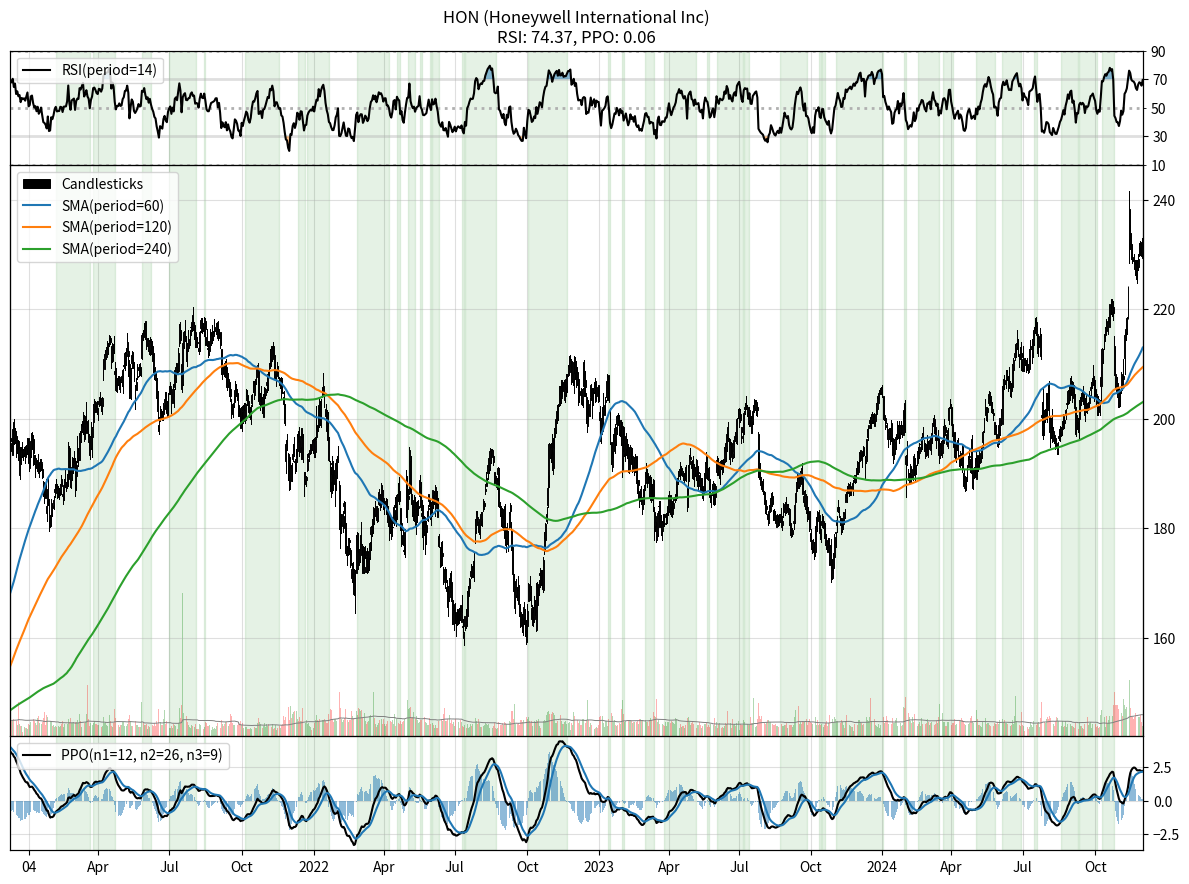 HON (Honeywell International Inc)
RSI: 74.37, PPO: 0.06
RSI(period=14)
90
70
50
30
10
Candlesticks
SMA(period=60)
SMA(period=120)
SMA(period=240)
240
220
200
180
160
PPO(n1=12, n2=26, n3=9)
2.5
0.0
−2.5
04 Apr Jul Oct 2022 Apr Jul Oct 2023 Apr Jul Oct 2024 Apr Jul Oct